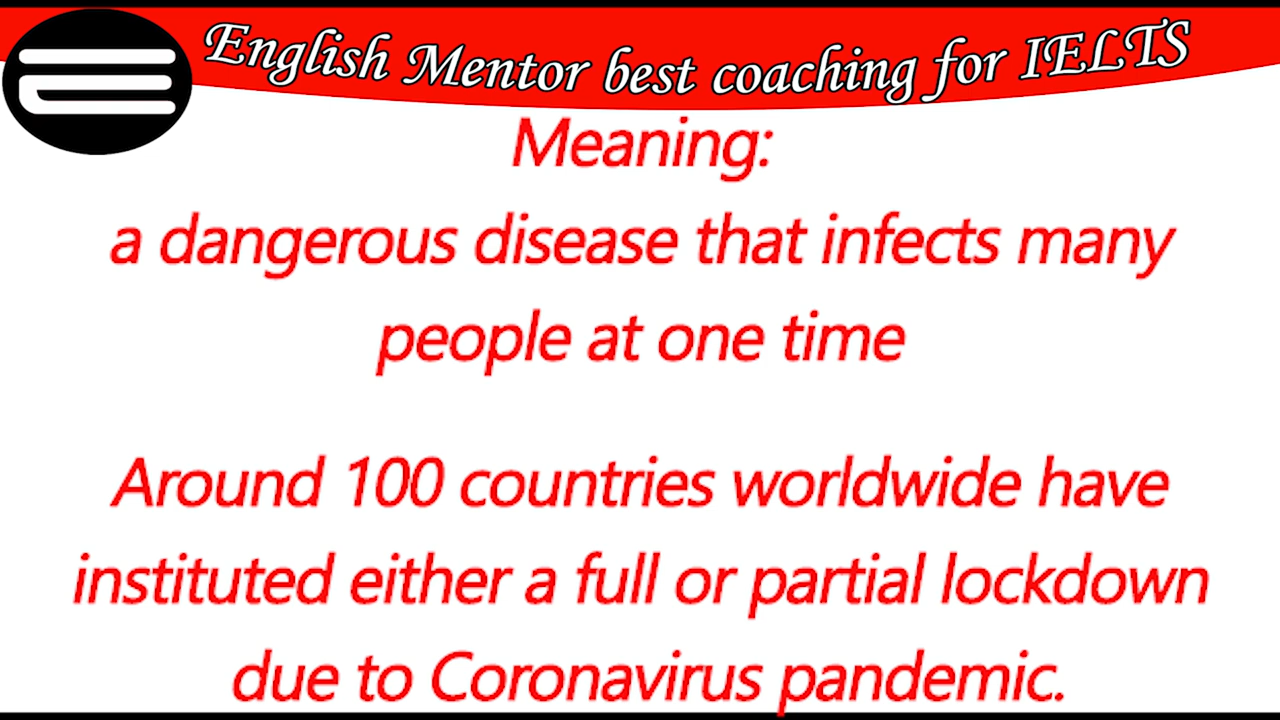 English Mentor best coaching for IELTS
Meaning:
a dangerous disease that infects many
people at one time
Around 100 countries worldwide have
instituted either a full or partial lockdown
due to Coronavirus pandemic.